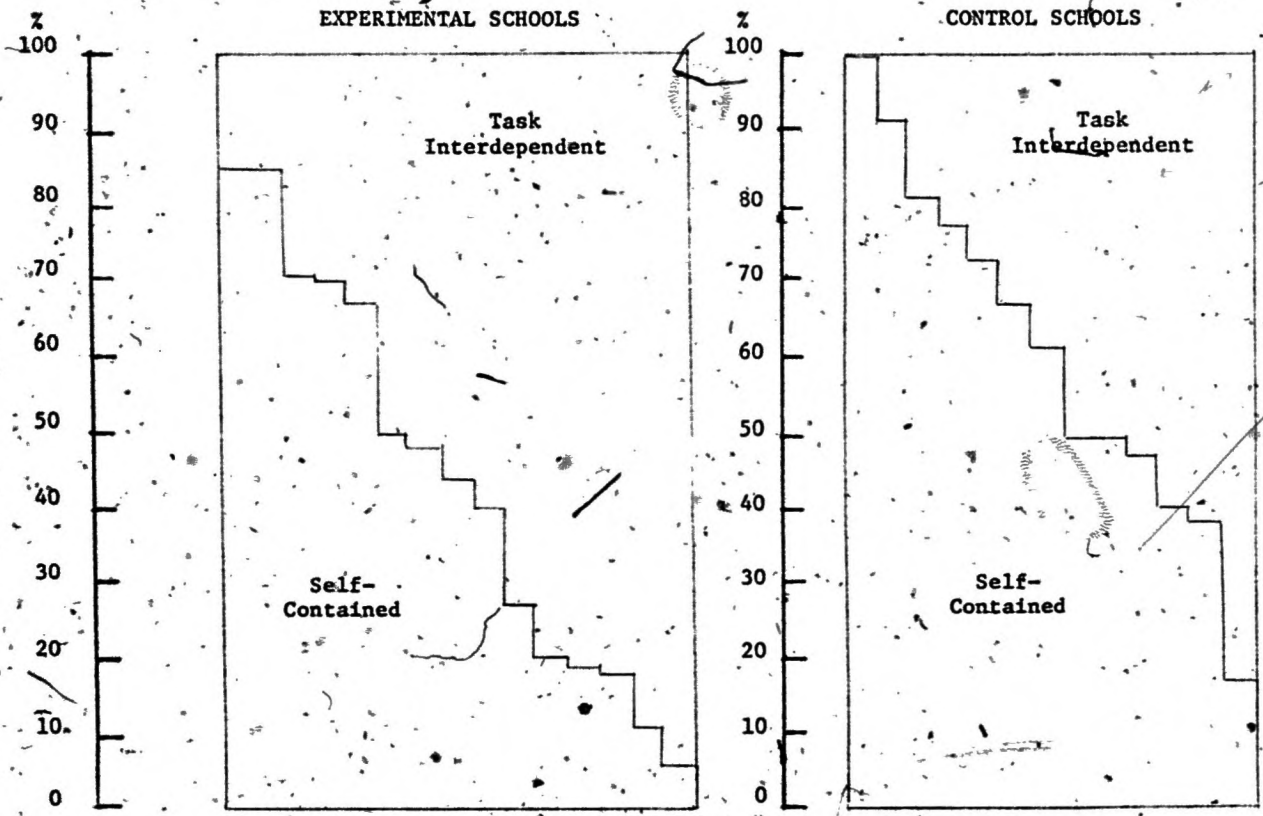 EXPERIMENTAL SCHOOLS
%
100
90
80
70
60
50
40
30
20
10
0
Task
Interdependent
Self-
Contained
CONTROL SCHOOLS
%
100
90
80
70
60
50
40
30
20
10
0
Task
Interdependent
Self-
Contained